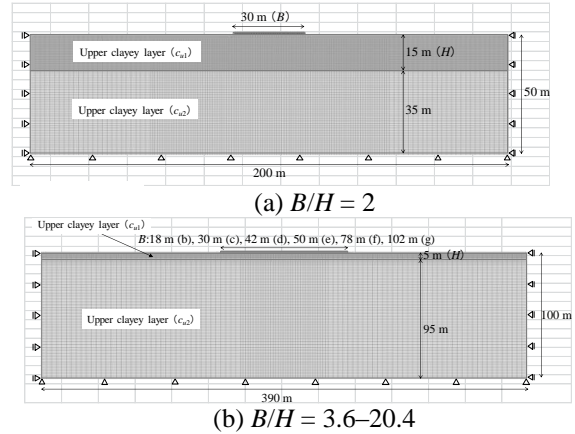 30 m (B)
Upper clayey layer (cu1)
15 m (H)
Upper clayey layer (cu2)
35 m
50 m
200 m
(a) B/H = 2
Upper clayey layer (cu1)
B:18 m (b), 30 m (c), 42 m (d), 50 m (e), 78 m (f), 102 m (g)
5 m (H)
Upper clayey layer (cu2)
95 m
100 m
390 m
(b) B/H = 3.6–20.4